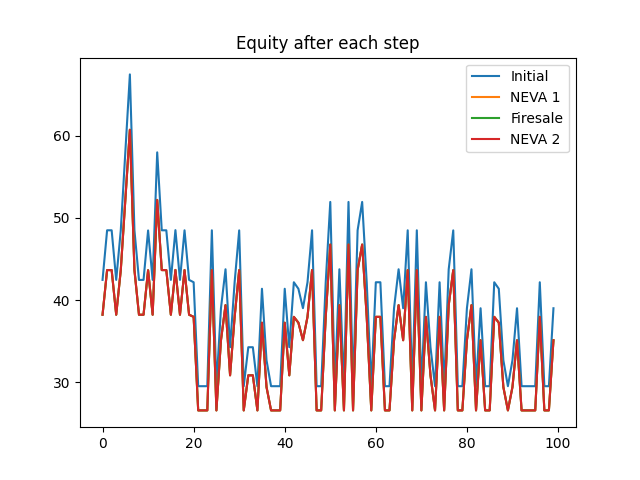 Equity after each step
Initial
NEVA 1
Firesale
NEVA 2
60
50
40
30
0 20 40 60 80 100